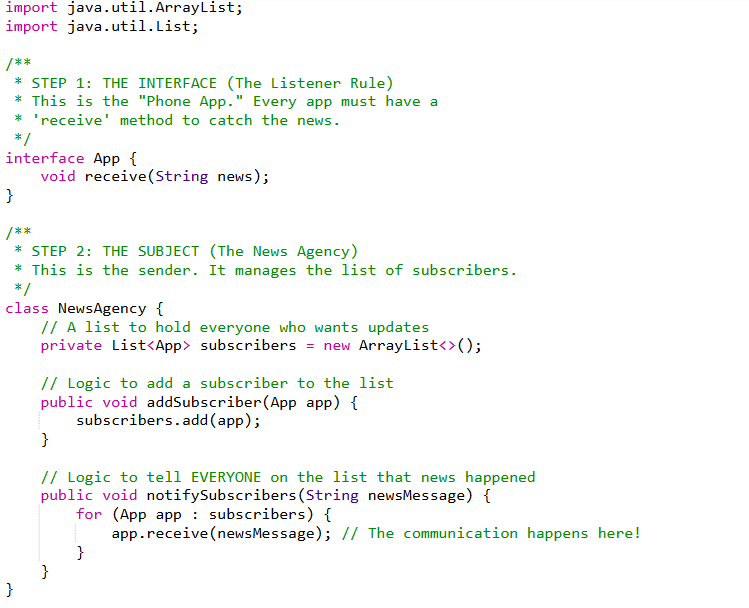 import java.util.ArrayList;
import java.util.List;

/**
 * STEP 1: THE INTERFACE (The Listener Rule)
 * This is the "Phone App." Every app must have a
 * 'receive' method to catch the news.
 */
interface App {
    void receive(String news);
}

/**
 * STEP 2: THE SUBJECT (The News Agency)
 * This is the sender. It manages the list of subscribers.
 */
class NewsAgency {
    // A list to hold everyone who wants updates
    private List<App> subscribers = new ArrayList<>();

    // Logic to add a subscriber to the list
    public void addSubscriber(App app) {
        subscribers.add(app);
    }

    // Logic to tell EVERYONE on the list that news happened
    public void notifySubscribers(String newsMessage) {
        for (App app : subscribers) {
            app.receive(newsMessage); // The communication happens here!
        }
    }
}